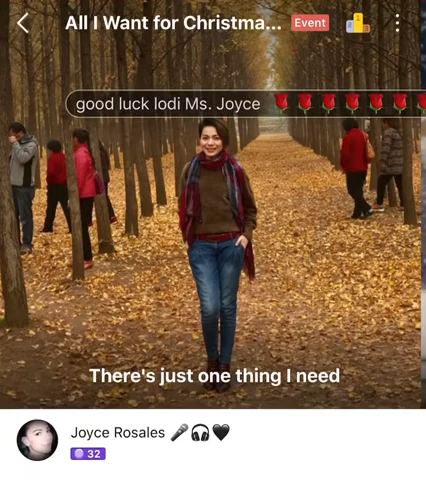 All I Want for Christma...
Event
good luck lodi Ms. Joyce 🌹🌹🌹🌹🌹🌹🌹
There's just one thing I need
Joyce Rosales 🎤🎧🖤
32